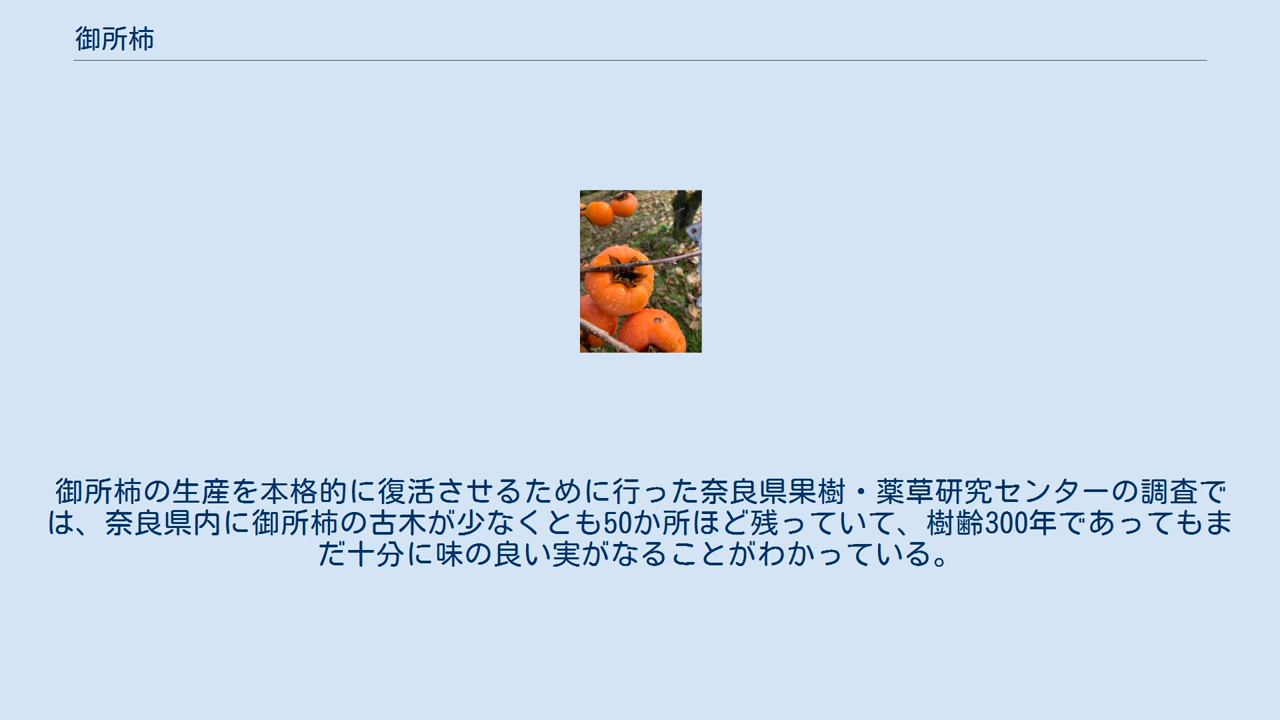 御所柿
御所柿の生産を本格的に復活させるために行った奈良県果樹・薬草研究センターの調査で
は、奈良県内に御所柿の古木が少なくとも50か所ほど残っていて、樹齢300年であってもま
だ十分に味の良い実がなることがわかっている。